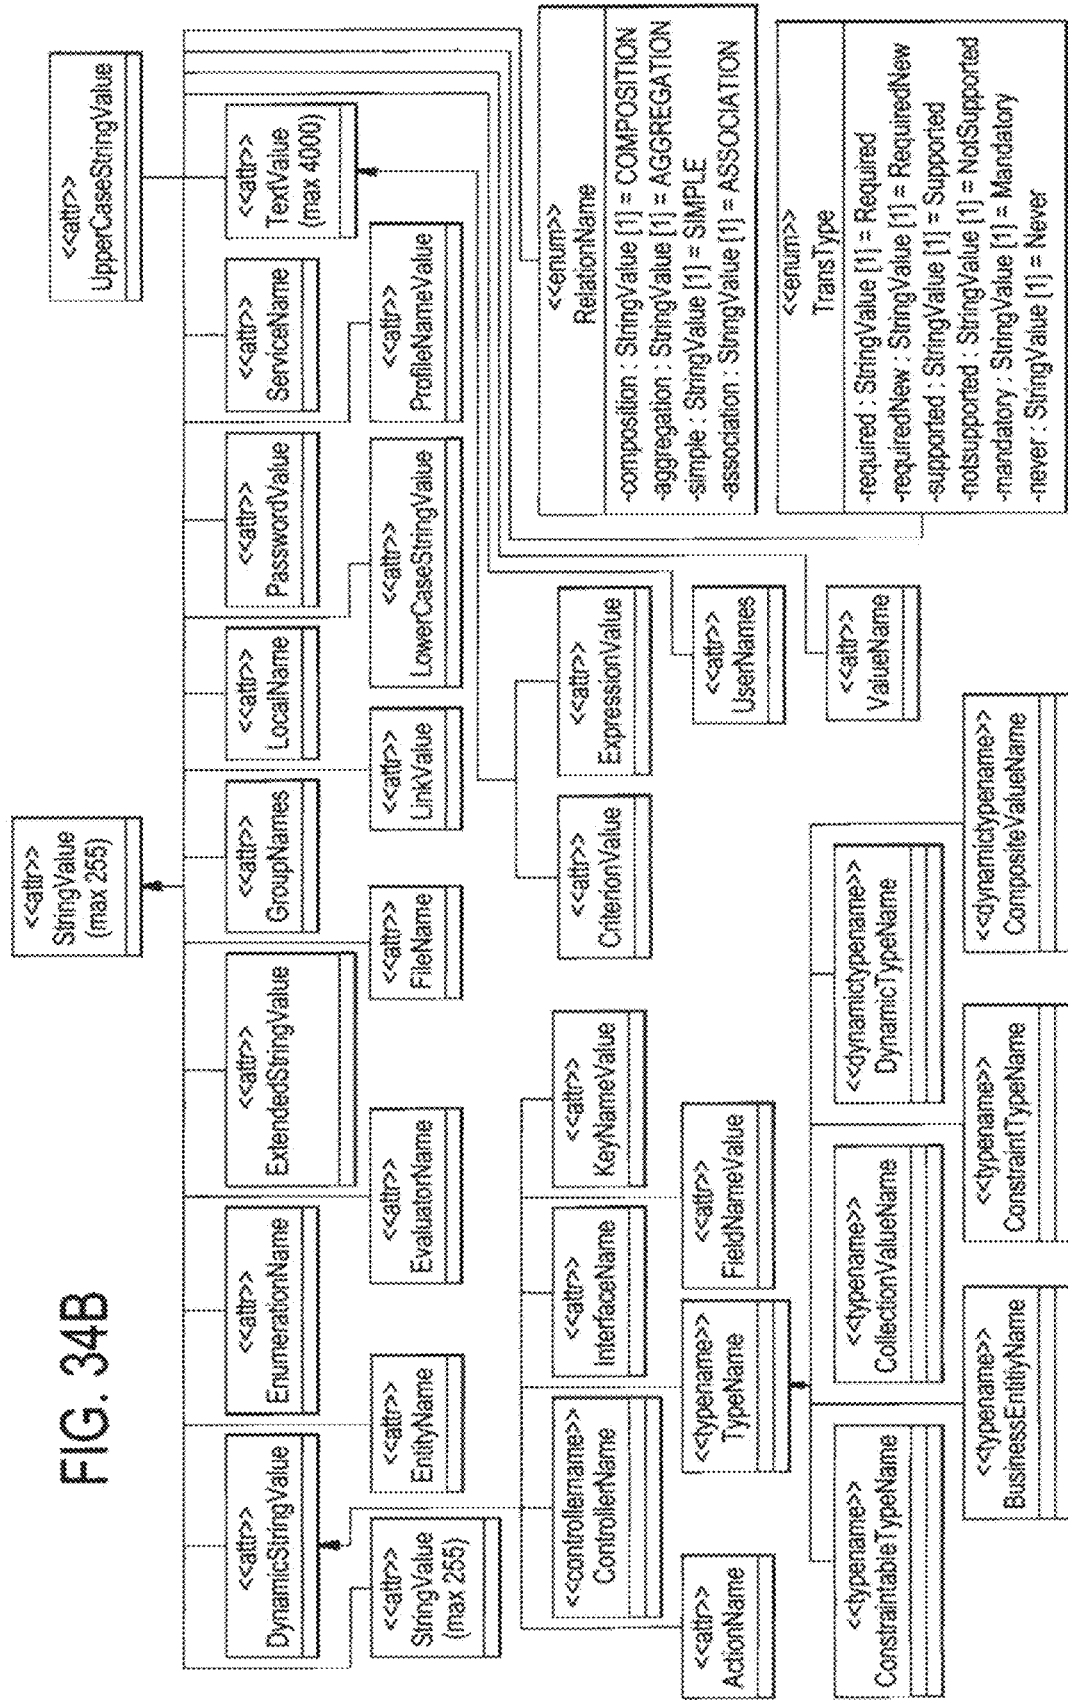 FIG. 34B
<<attr>>
StringValue
(max 255)
<<attr>>
UpperCaseStringValue
<<attr>>
DynamicStringValue
<<attr>>
EnumerationName
<<attr>>
ExtendedStringValue
<<attr>>
GroupNames
<<attr>>
LocalName
<<attr>>
PasswordValue
<<attr>>
ServiceName
<<attr>>
TextValue
(max 4000)
<<attr>>
StringValue
(max 255)
<<attr>>
EntityName
<<attr>>
EvaluatorName
<<attr>>
FileName
<<attr>>
LinkValue
<<attr>>
LowerCaseStringValue
<<attr>>
ProfileNameValue
<<controllername>>
ControllerName
<<attr>>
InterfaceName
<<attr>>
KeyNameValue
<<attr>>
CriterionValue
<<attr>>
ExpressionValue
<<enum>>
RelationName
-composition : StringValue [1] = COMPOSITION
-aggregation : StringValue [1] = AGGREGATION
-simple : StringValue [1] = SIMPLE
-association : StringValue [1] = ASSOCIATION
<<attr>>
ActionName
<<typename>>
TypeName
<<attr>>
FieldNameValue
<<attr>>
UserNames
<<enum>>
TransType
-required : StringValue [1] = Required
-requiredNew : StringValue [1] = RequiredNew
-supported : StringValue [1] = Supported
-notsupported : StringValue [1] = NotSupported
-mandatory : StringValue [1] = Mandatory
-never : StringValue [1] = Never
<<typename>>
ConstraintableTypeName
<<typename>>
CollectionValueName
<<dynamictypename>>
DynamicTypeName
<<attr>>
ValueName
<<typename>>
BusinessEntitlyName
<<typename>>
ConstraintTypeName
<<dynamictypename>>
CompositeValueName